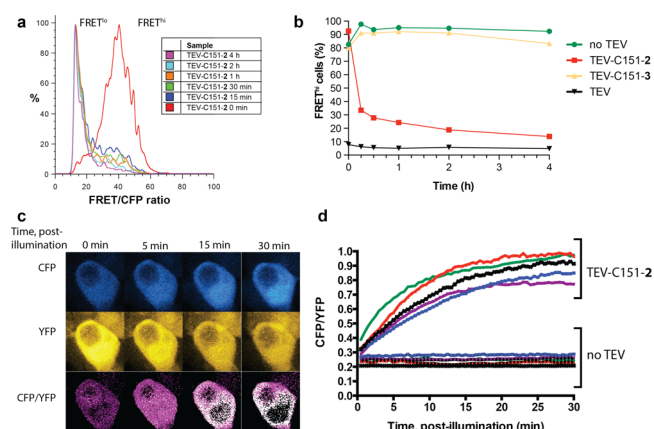 a
FRETlo
FREThi
100
80
60
40
20
0
%
0 20 40 60 80 100
FRET/CFP ratio
Sample
TEV-C151-2 4 h
TEV-C151-2 2 h
TEV-C151-2 1 h
TEV-C151-2 30 min
TEV-C151-2 15 min
TEV-C151-2 0 min
b
FREThi cells (%)
100
90
80
70
60
50
40
30
20
10
0
0 0 1 2 3 4
Time (h)
no TEV
TEV-C151-2
TEV-C151-3
TEV
c
Time, post-
illumination
0 min 5 min 15 min 30 min
CFP
YFP
CFP/YFP
d
CFP/YFP
1.0
0.9
0.8
0.7
0.6
0.5
0.4
0.3
0.2
0.1
0.0
0 5 10 15 20 25 30
Time, post-illumination (min)
TEV-C151-2
no TEV